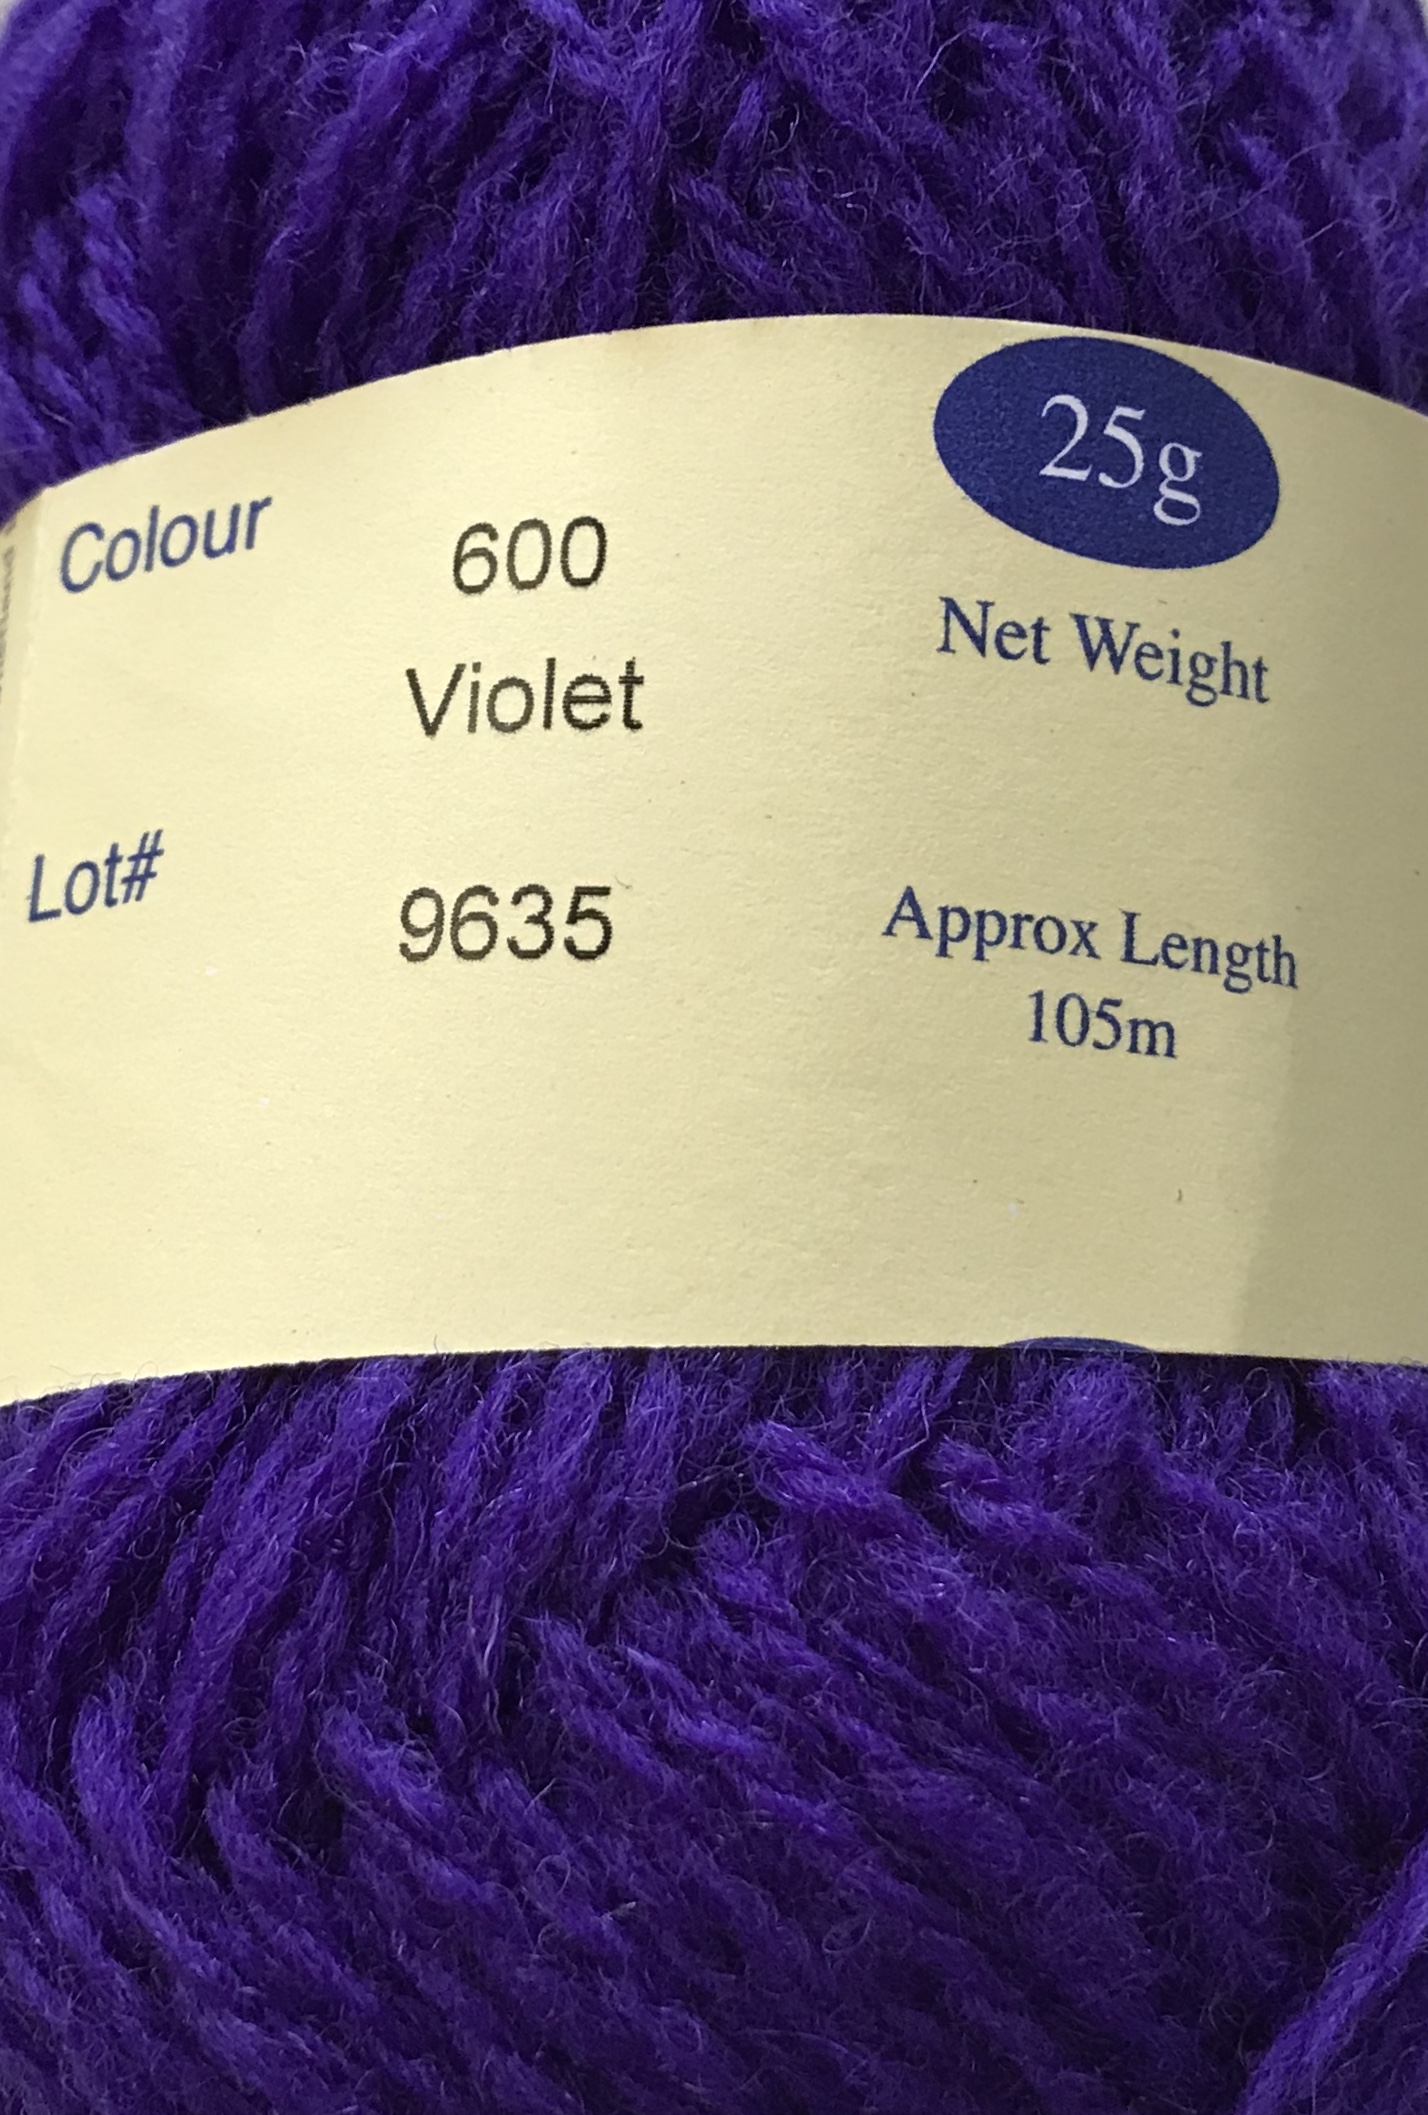 Colour
600
Violet
Lot#
9635
25g
Net Weight
Approx Length
105m